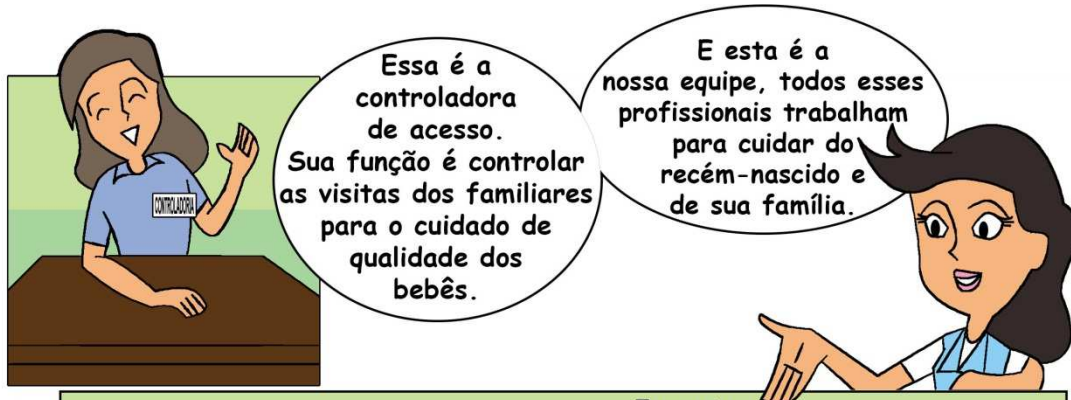 Essa é a
controladora
de acesso.
Sua função é controlar
as visitas dos familiares
para o cuidado de
qualidade dos
bebês.
E esta é a
nossa equipe, todos esses
profissionais trabalham
para cuidar do
recém-nascido e
de sua família.
CONTROLADORIA